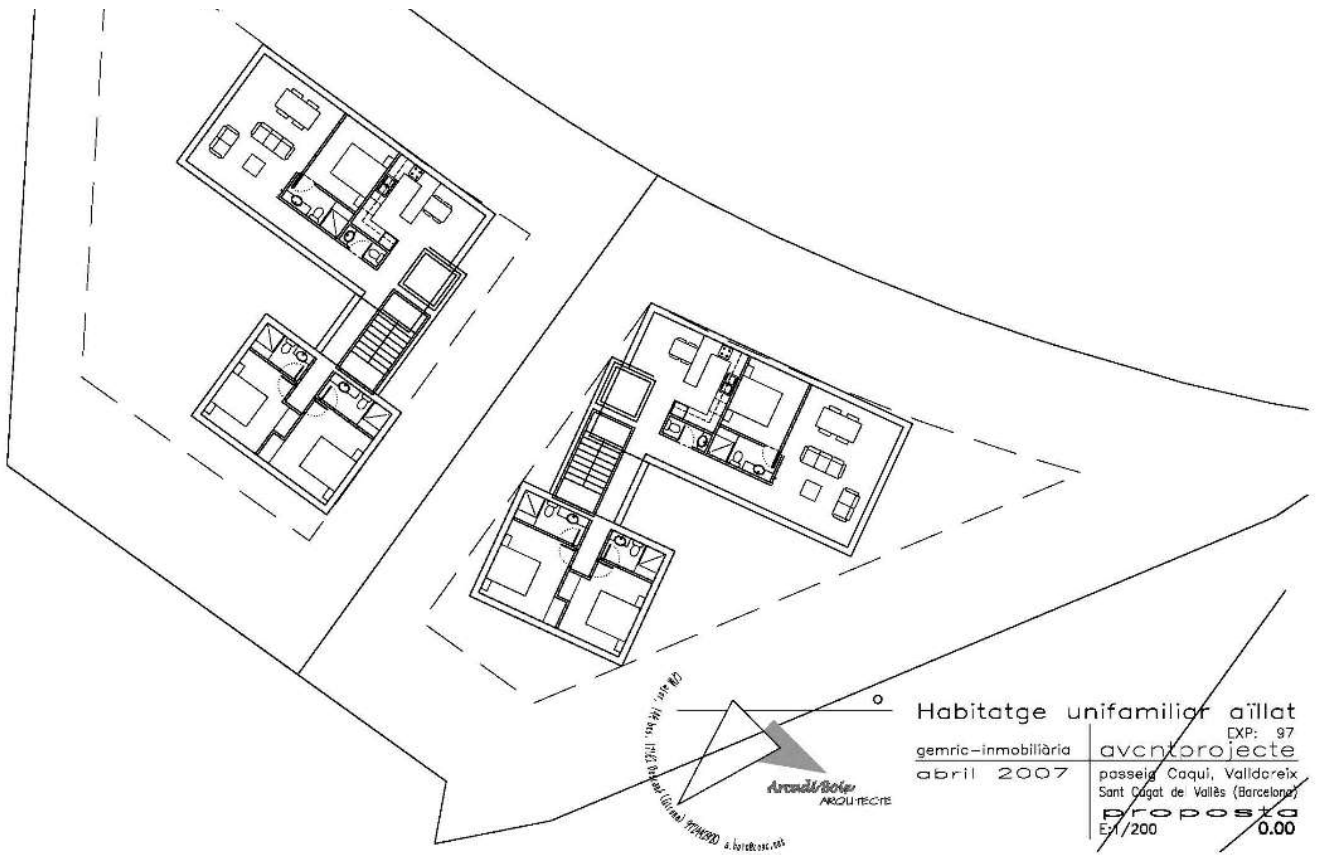 Habitatge unifamiliar aïllat
EXP: 97
gemric-inmobiliària
avantprojecte
abril 2007
passeig Caqui, Valldoreix
Sant Cugat del Vallès (Barcelona)
proposta
E:1/200
0.00
Arcadi Boix
ARQUITECTE